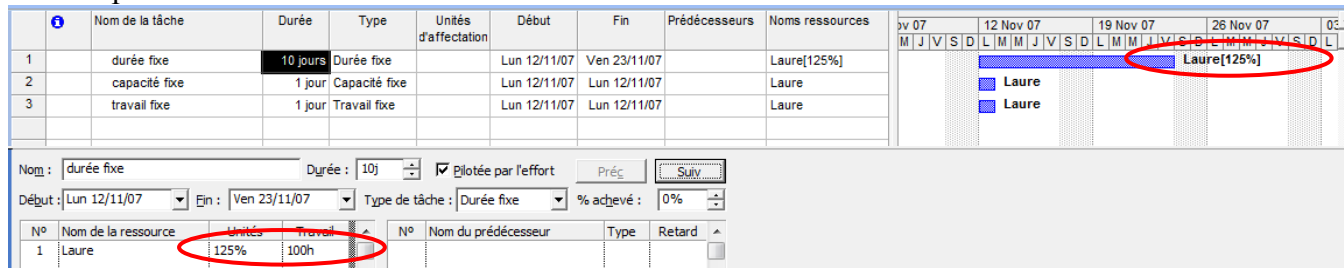 Nom de la tâche Durée Type Unités d'affectation Début Fin Prédécesseurs Noms ressources ov 07 12 Nov 07 19 Nov 07 26 Nov 07 03
M J V S D L M M J V S D L M M J V S D L M M J V S D L
1 durée fixe 10 jours Durée fixe Lun 12/11/07 Ven 23/11/07 Laure[125%] Laure[125%]
2 capacité fixe 1 jour Capacité fixe Lun 12/11/07 Lun 12/11/07 Laure Laure
3 travail fixe 1 jour Travail fixe Lun 12/11/07 Lun 12/11/07 Laure Laure
Nom : durée fixe Durée : 10j Pilotée par l'effort Préc Suiv
Début : Lun 12/11/07 Fin : Ven 23/11/07 Type de tâche : Durée fixe % achevé : 0%
N° Nom de la ressource Unités Travail N° Nom du prédécesseur Type Retard
1 Laure 125% 100h